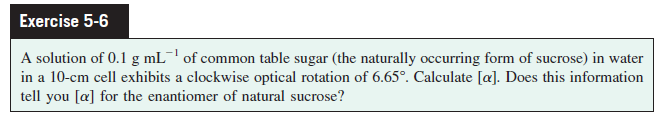 Exercise 5-6
A solution of 0.1 g mL⁻¹ of common table sugar (the naturally occurring form of sucrose) in water
in a 10-cm cell exhibits a clockwise optical rotation of 6.65°. Calculate [α]. Does this information
tell you [α] for the enantiomer of natural sucrose?